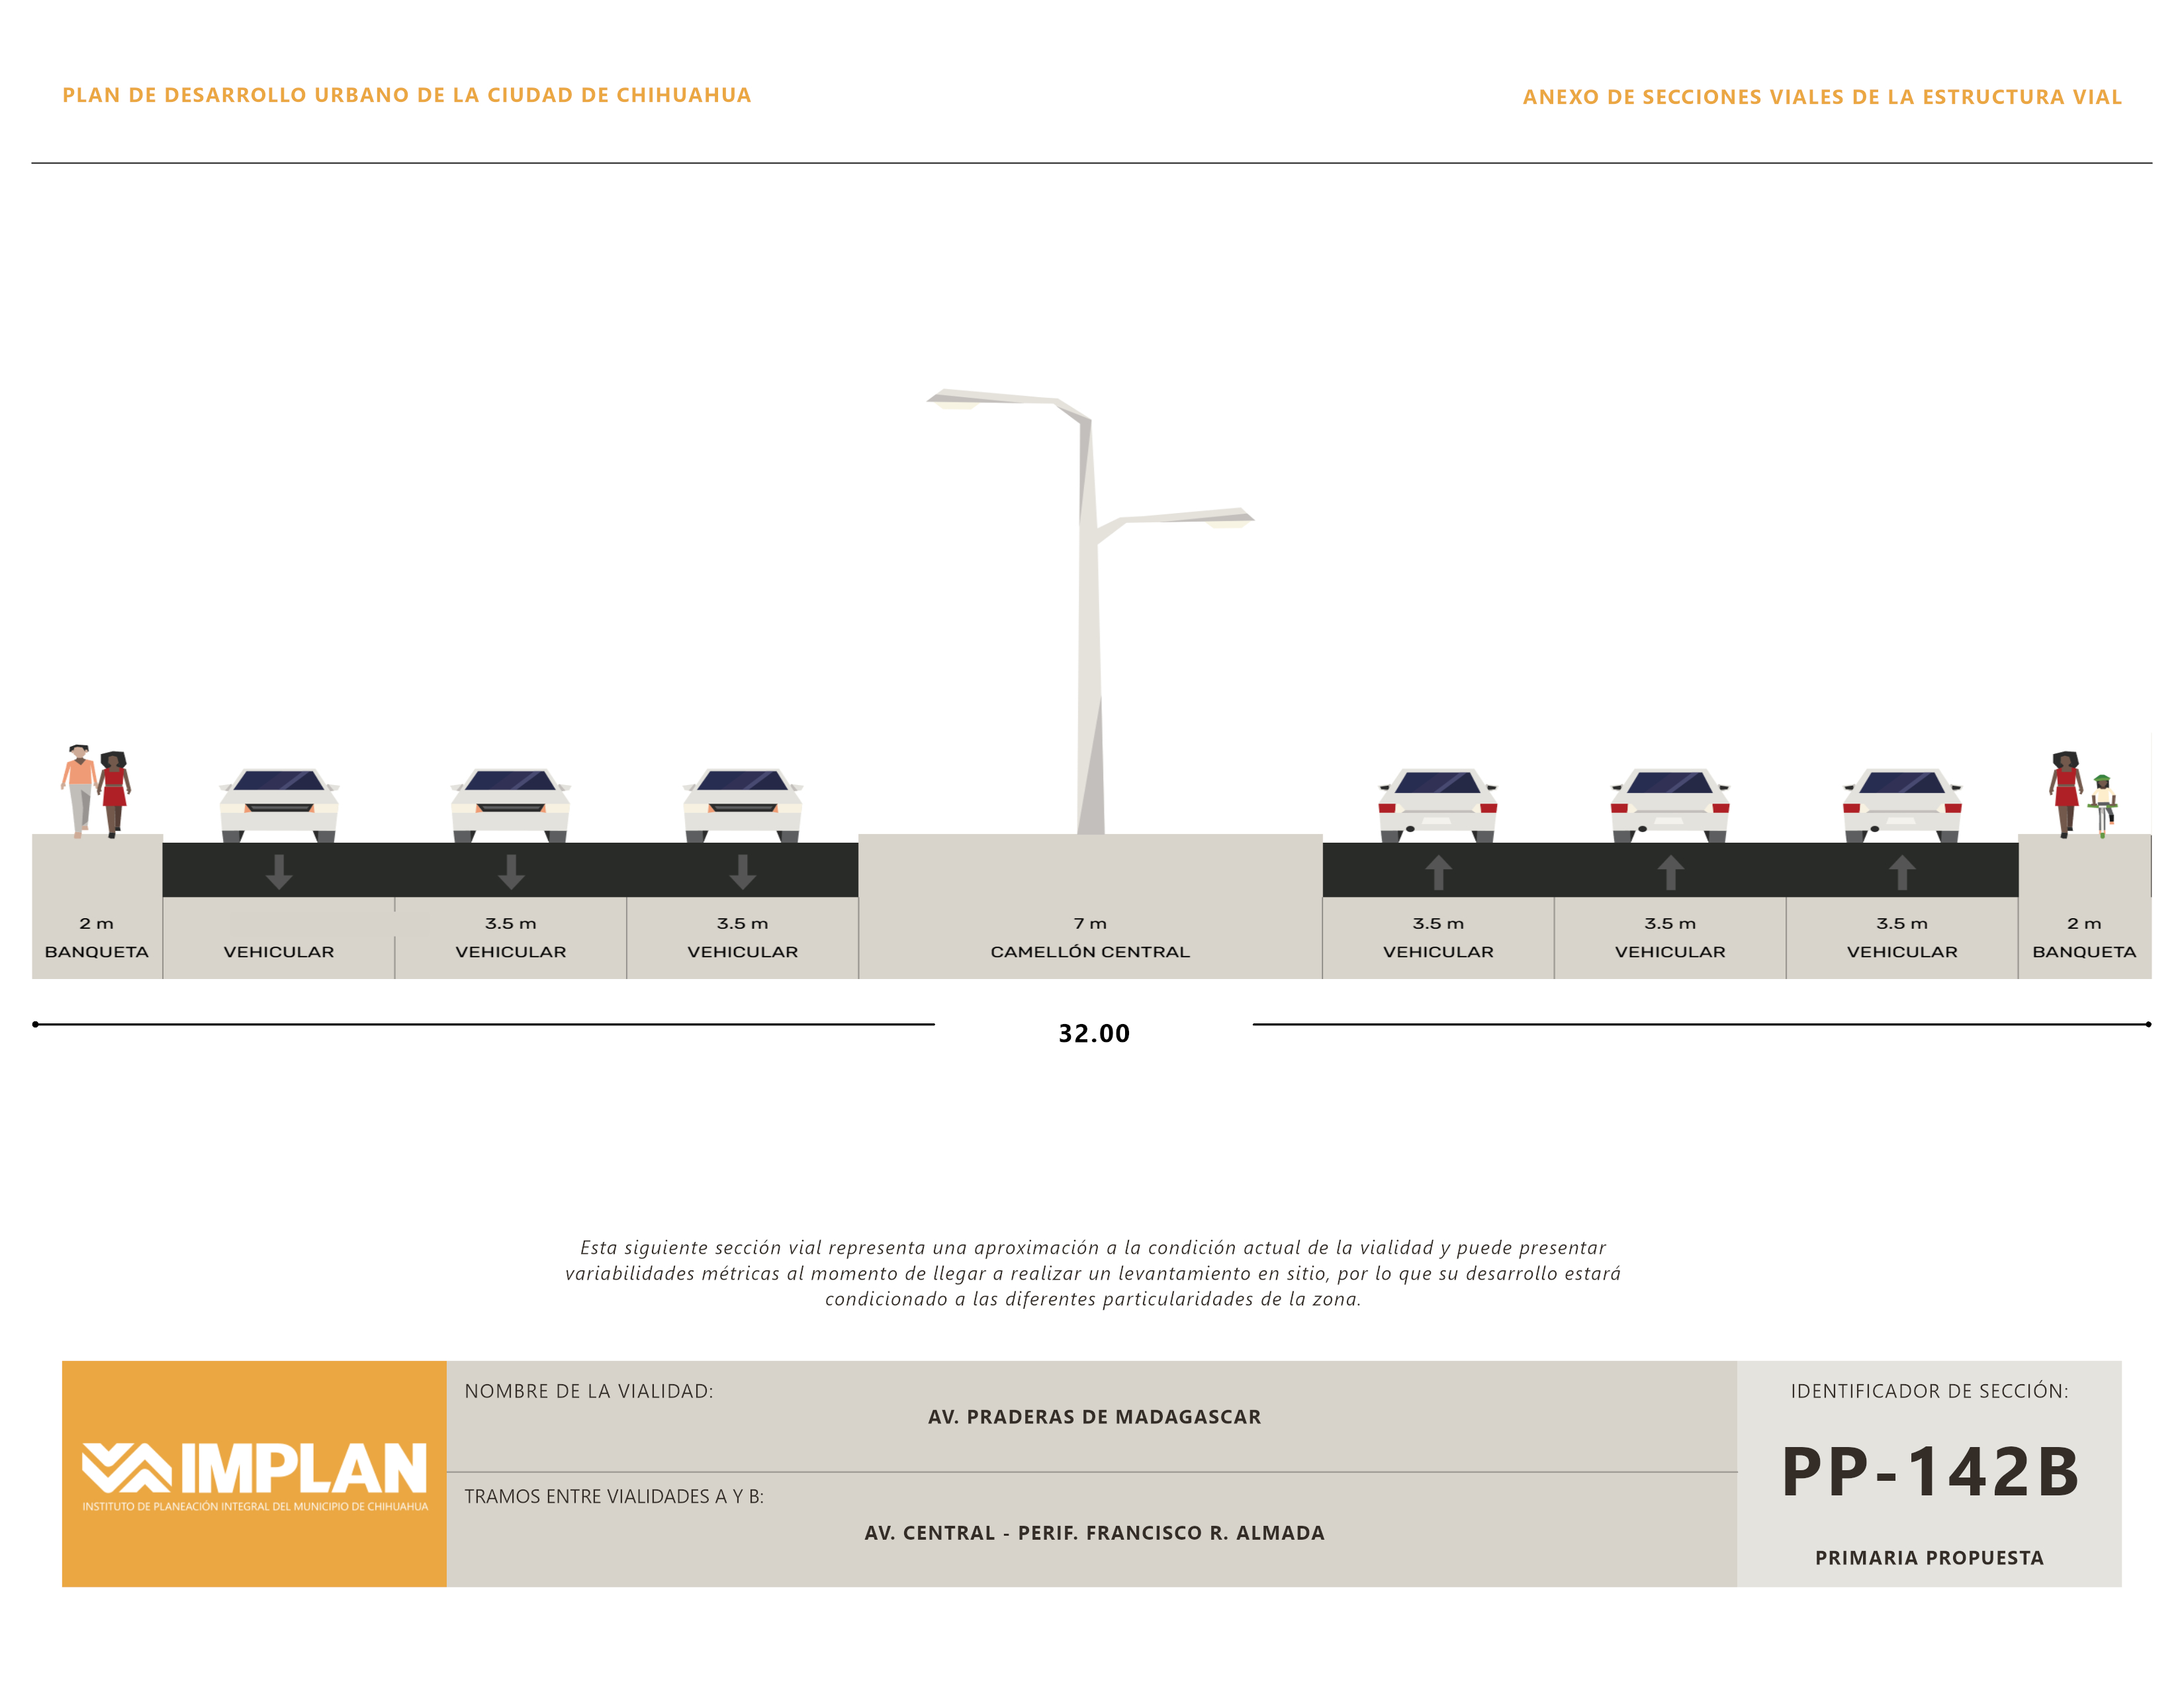 PLAN DE DESARROLLO URBANO DE LA CIUDAD DE CHIHUAHUA
ANEXO DE SECCIONES VIALES DE LA ESTRUCTURA VIAL
2 m
BANQUETA
VEHICULAR
3.5 m
VEHICULAR
3.5 m
VEHICULAR
7 m
CAMELLÓN CENTRAL
3.5 m
VEHICULAR
3.5 m
VEHICULAR
3.5 m
VEHICULAR
2 m
BANQUETA
32.00
Esta siguiente sección vial representa una aproximación a la condición actual de la vialidad y puede presentar
variabilidades métricas al momento de llegar a realizar un levantamiento en sitio, por lo que su desarrollo estará
condicionado a las diferentes particularidades de la zona.
IMPLAN
INSTITUTO DE PLANEACIÓN INTEGRAL DEL MUNICIPIO DE CHIHUAHUA
NOMBRE DE LA VIALIDAD:
AV. PRADERAS DE MADAGASCAR
TRAMOS ENTRE VIALIDADES A Y B:
AV. CENTRAL - PERIF. FRANCISCO R. ALMADA
IDENTIFICADOR DE SECCIÓN:
PP-142B
PRIMARIA PROPUESTA